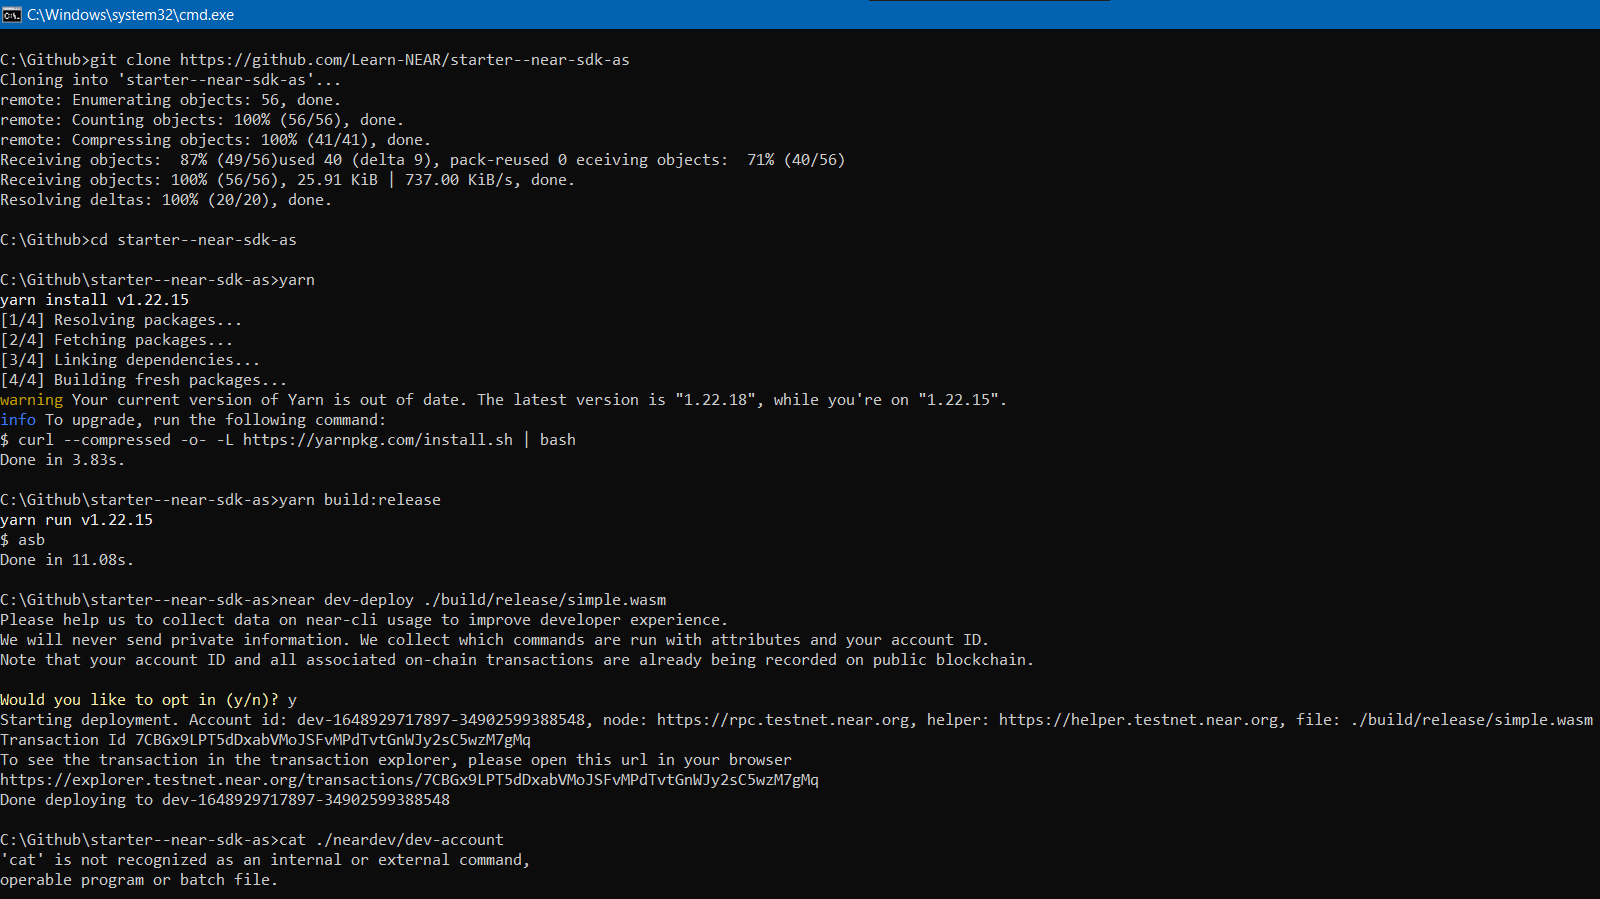 C:\Windows\system32\cmd.exe
C:\Github>git clone https://github.com/Learn-NEAR/starter--near-sdk-as
Cloning into 'starter--near-sdk-as'...
remote: Enumerating objects: 56, done.
remote: Counting objects: 100% (56/56), done.
remote: Compressing objects: 100% (41/41), done.
Receiving objects:  87% (49/56)used 40 (delta 9), pack-reused 0 eceiving objects:  71% (40/56)
Receiving objects: 100% (56/56), 25.91 KiB | 737.00 KiB/s, done.
Resolving deltas: 100% (20/20), done.
C:\Github>cd starter--near-sdk-as
C:\Github\starter--near-sdk-as>yarn
yarn install v1.22.15
[1/4] Resolving packages...
[2/4] Fetching packages...
[3/4] Linking dependencies...
[4/4] Building fresh packages...
warning Your current version of Yarn is out of date. The latest version is "1.22.18", while you're on "1.22.15".
info To upgrade, run the following command:
$ curl --compressed -o- -L https://yarnpkg.com/install.sh | bash
Done in 3.83s.
C:\Github\starter--near-sdk-as>yarn build:release
yarn run v1.22.15
$ asb
Done in 11.08s.
C:\Github\starter--near-sdk-as>near dev-deploy ./build/release/simple.wasm
Please help us to collect data on near-cli usage to improve developer experience.
We will never send private information. We collect which commands are run with attributes and your account ID.
Note that your account ID and all associated on-chain transactions are already being recorded on public blockchain.
Would you like to opt in (y/n)? y
Starting deployment. Account id: dev-1648929717897-34902599388548, node: https://rpc.testnet.near.org, helper: https://helper.testnet.near.org, file: ./build/release/simple.wasm
Transaction Id 7CBGx9LPT5dDxabVMoJSFvMPdTvtGnWJy2sC5wzM7gMq
To see the transaction in the transaction explorer, please open this url in your browser
https://explorer.testnet.near.org/transactions/7CBGx9LPT5dDxabVMoJSFvMPdTvtGnWJy2sC5wzM7gMq
Done deploying to dev-1648929717897-34902599388548
C:\Github\starter--near-sdk-as>cat ./neardev/dev-account
'cat' is not recognized as an internal or external command,
operable program or batch file.